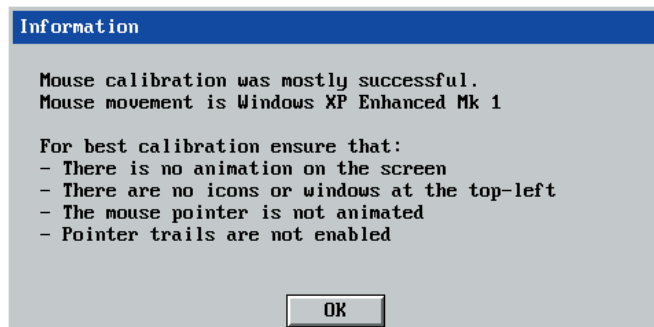 Information
Mouse calibration was mostly successful.
Mouse movement is Windows XP Enhanced Mk 1
For best calibration ensure that:
- There is no animation on the screen
- There are no icons or windows at the top-left
- The mouse pointer is not animated
- Pointer trails are not enabled
OK